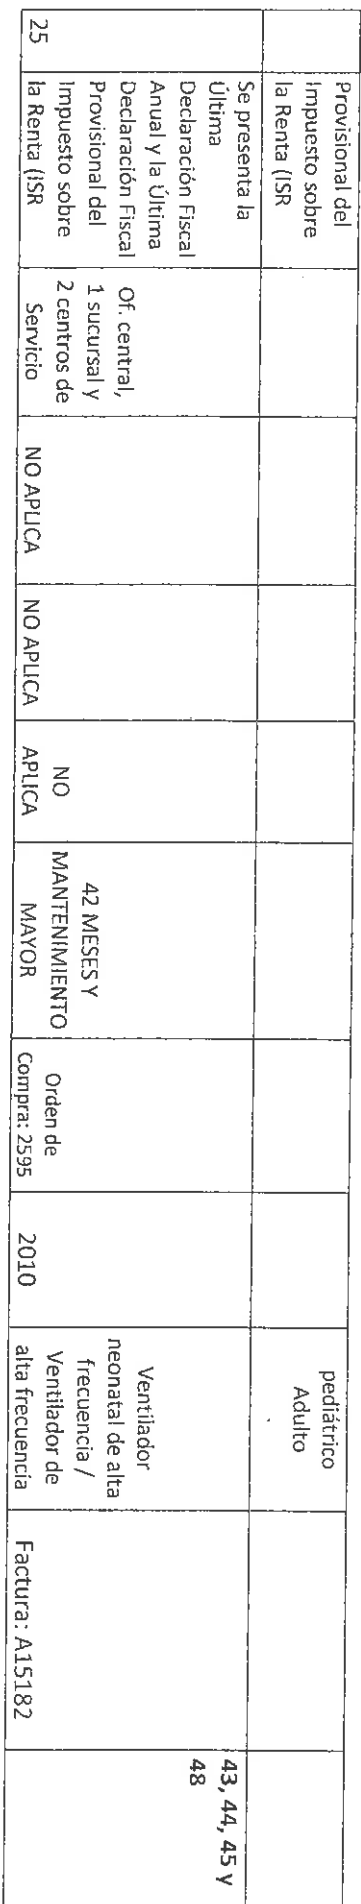 Provisional del
Impuesto sobre
la Renta (ISR
pediátrico
Adulto
25
Se presenta la
Última
Declaración Fiscal
Anual y la Última
Declaración Fiscal
Provisional del
Impuesto sobre
la Renta (ISR
Of. central,
1 sucursal y
2 centros de
Servicio
NO APLICA
NO APLICA
NO
APLICA
42 MESES Y
MANTENIMIENTO
MAYOR
Orden de
Compra: 2595
2010
Ventilador
neonatal de alta
frecuencia /
Ventilador de
alta frecuencia
Factura: A15182
43, 44, 45 y
48